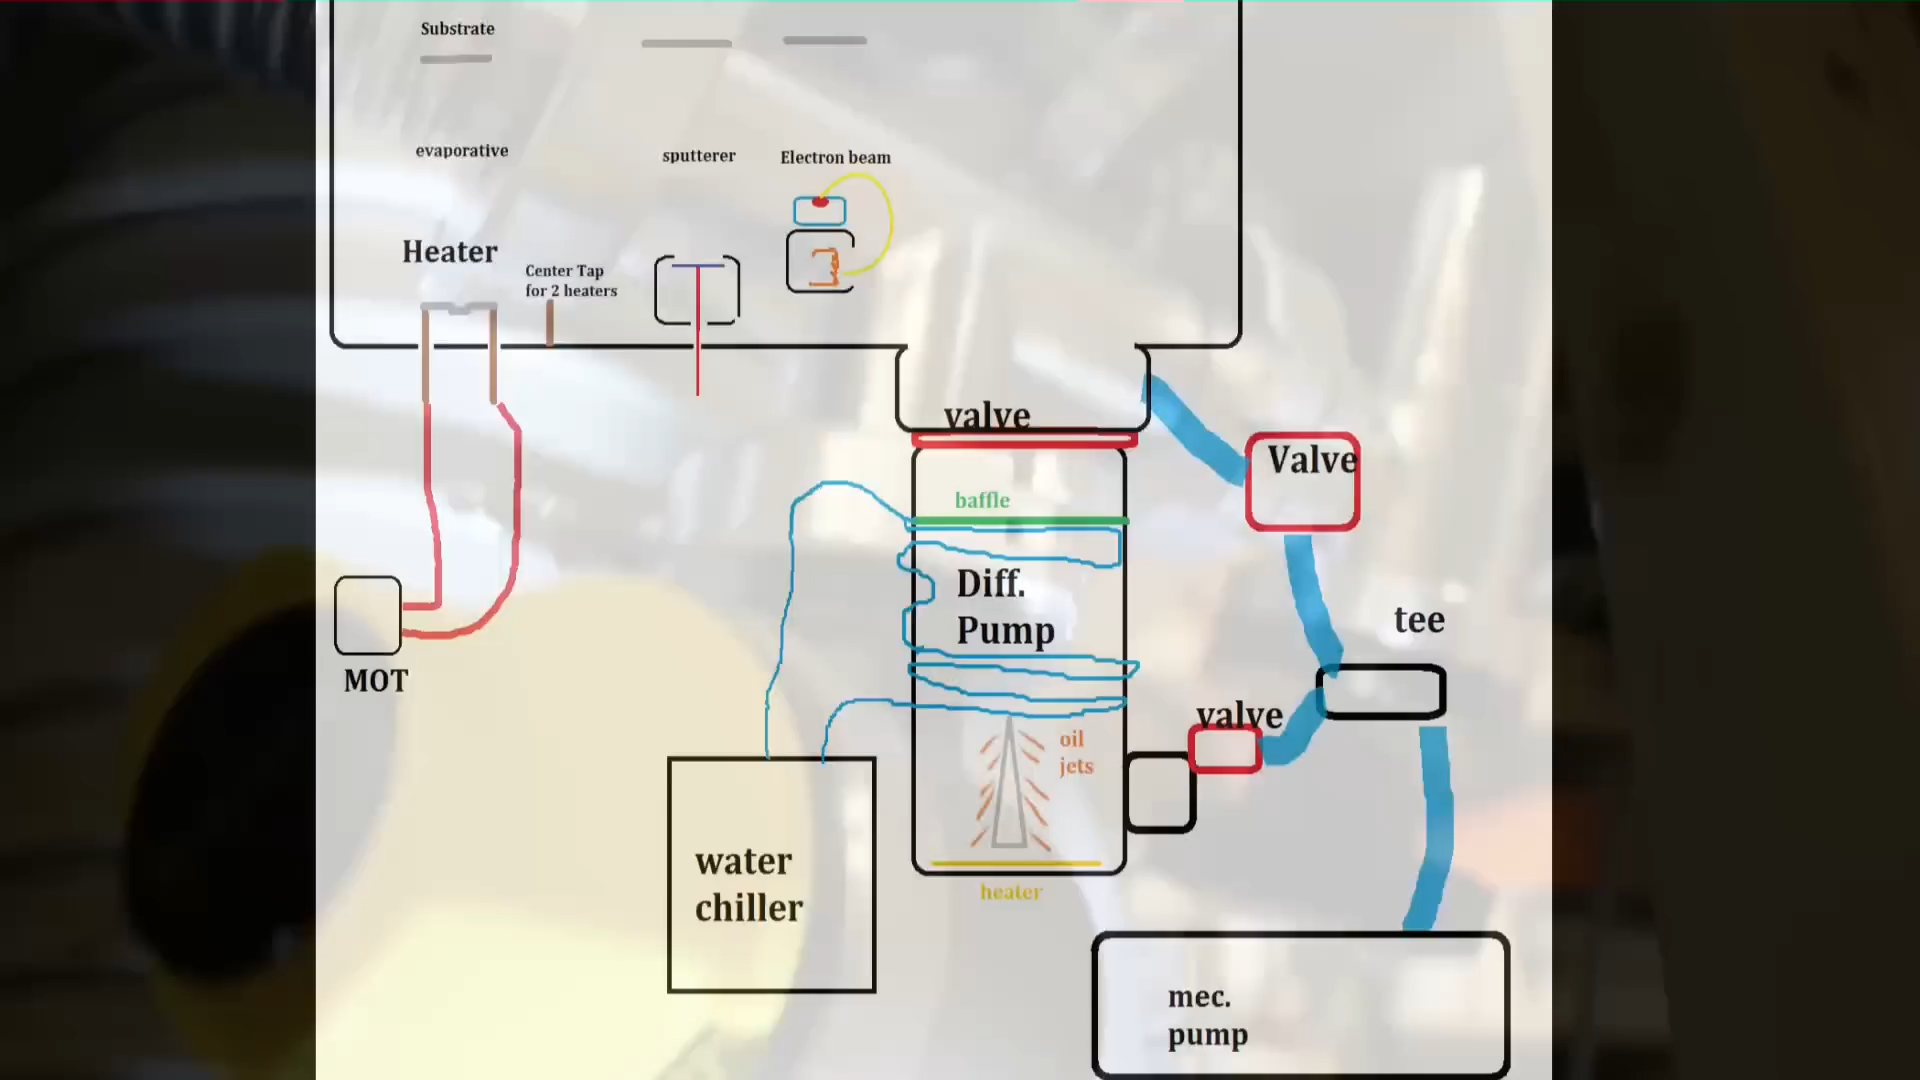 Substrate
evaporative
sputterer
Electron beam
Heater
Center Tap
for 2 heaters
valve
Valve
baffle
Diff.
Pump
tee
MOT
valve
oil
jets
water
chiller
heater
mec.
pump